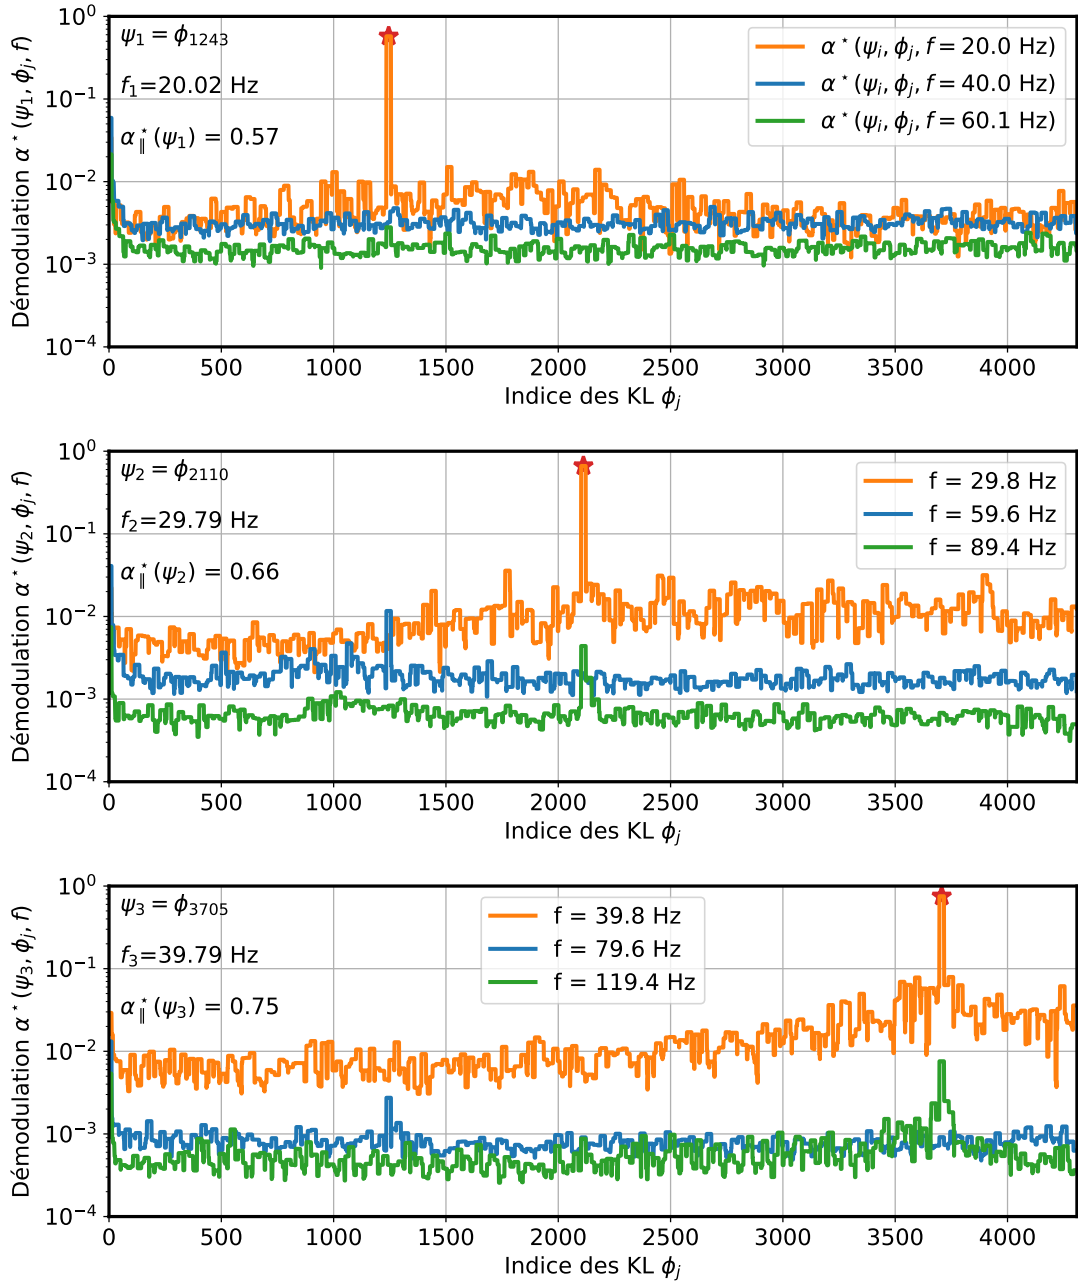 Démodulation α⋆(ψ₁, ϕⱼ, f)
10⁰
10⁻¹
10⁻²
10⁻³
10⁻⁴
ψ₁ = ϕ₁₂₄₃
f₁=20.02 Hz
α∥⋆(ψ₁) = 0.57
α⋆(ψᵢ, ϕⱼ, f = 20.0 Hz)
α⋆(ψᵢ, ϕⱼ, f = 40.0 Hz)
α⋆(ψᵢ, ϕⱼ, f = 60.1 Hz)
0 500 1000 1500 2000 2500 3000 3500 4000
Indice des KL ϕⱼ
Démodulation α⋆(ψ₂, ϕⱼ, f)
10⁰
10⁻¹
10⁻²
10⁻³
10⁻⁴
ψ₂ = ϕ₂₁₁₀
f₂=29.79 Hz
α∥⋆(ψ₂) = 0.66
f = 29.8 Hz
f = 59.6 Hz
f = 89.4 Hz
0 500 1000 1500 2000 2500 3000 3500 4000
Indice des KL ϕⱼ
Démodulation α⋆(ψ₃, ϕⱼ, f)
10⁰
10⁻¹
10⁻²
10⁻³
10⁻⁴
ψ₃ = ϕ₃₇₀₅
f₃=39.79 Hz
α∥⋆(ψ₃) = 0.75
f = 39.8 Hz
f = 79.6 Hz
f = 119.4 Hz
0 500 1000 1500 2000 2500 3000 3500 4000
Indice des KL ϕⱼ